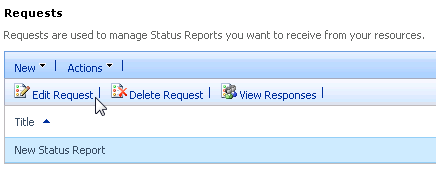 Requests
Requests are used to manage Status Reports you want to receive from your resources.
New Actions
Edit Request Delete Request View Responses
Title
New Status Report